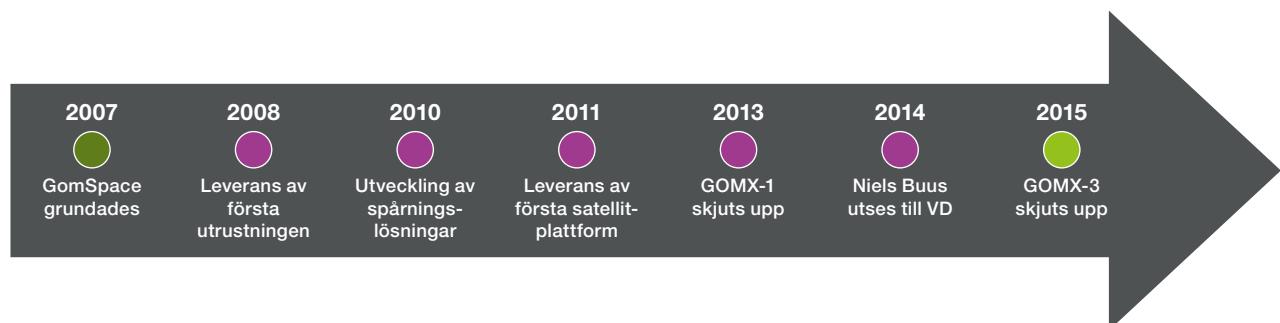 2007
GomSpace
grundades
2008
Leverans av
första
utrustningen
2010
Utveckling av
spårnings-
lösningar
2011
Leverans av
första satellit-
plattform
2013
GOMX-1
skjuts upp
2014
Niels Buus
utses till VD
2015
GOMX-3
skjuts upp